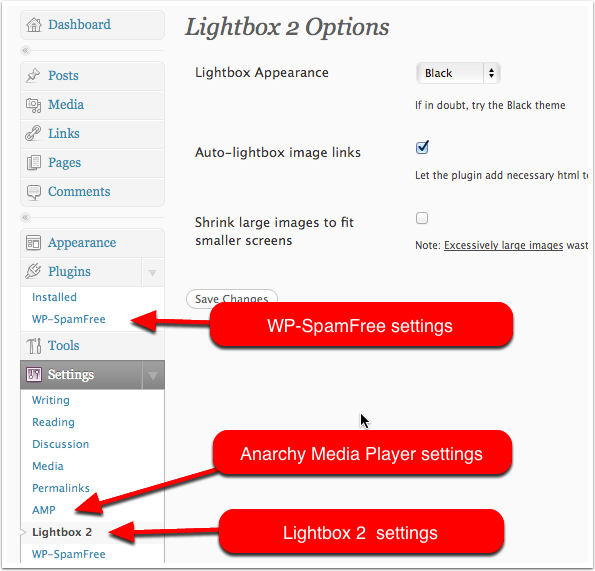 Dashboard
Posts
Media
Links
Pages
Comments
Appearance
Plugins
Installed
WP-SpamFree
Tools
Settings
Writing
Reading
Discussion
Media
Permalinks
AMP
Lightbox 2
WP-SpamFree
Lightbox 2 Options
Lightbox Appearance
Black
If in doubt, try the Black theme
Auto-lightbox image links
Let the plugin add necessary html t
Shrink large images to fit
smaller screens
Note: Excessively large images wast
Save Changes
WP-SpamFree settings
Anarchy Media Player settings
Lightbox 2 settings